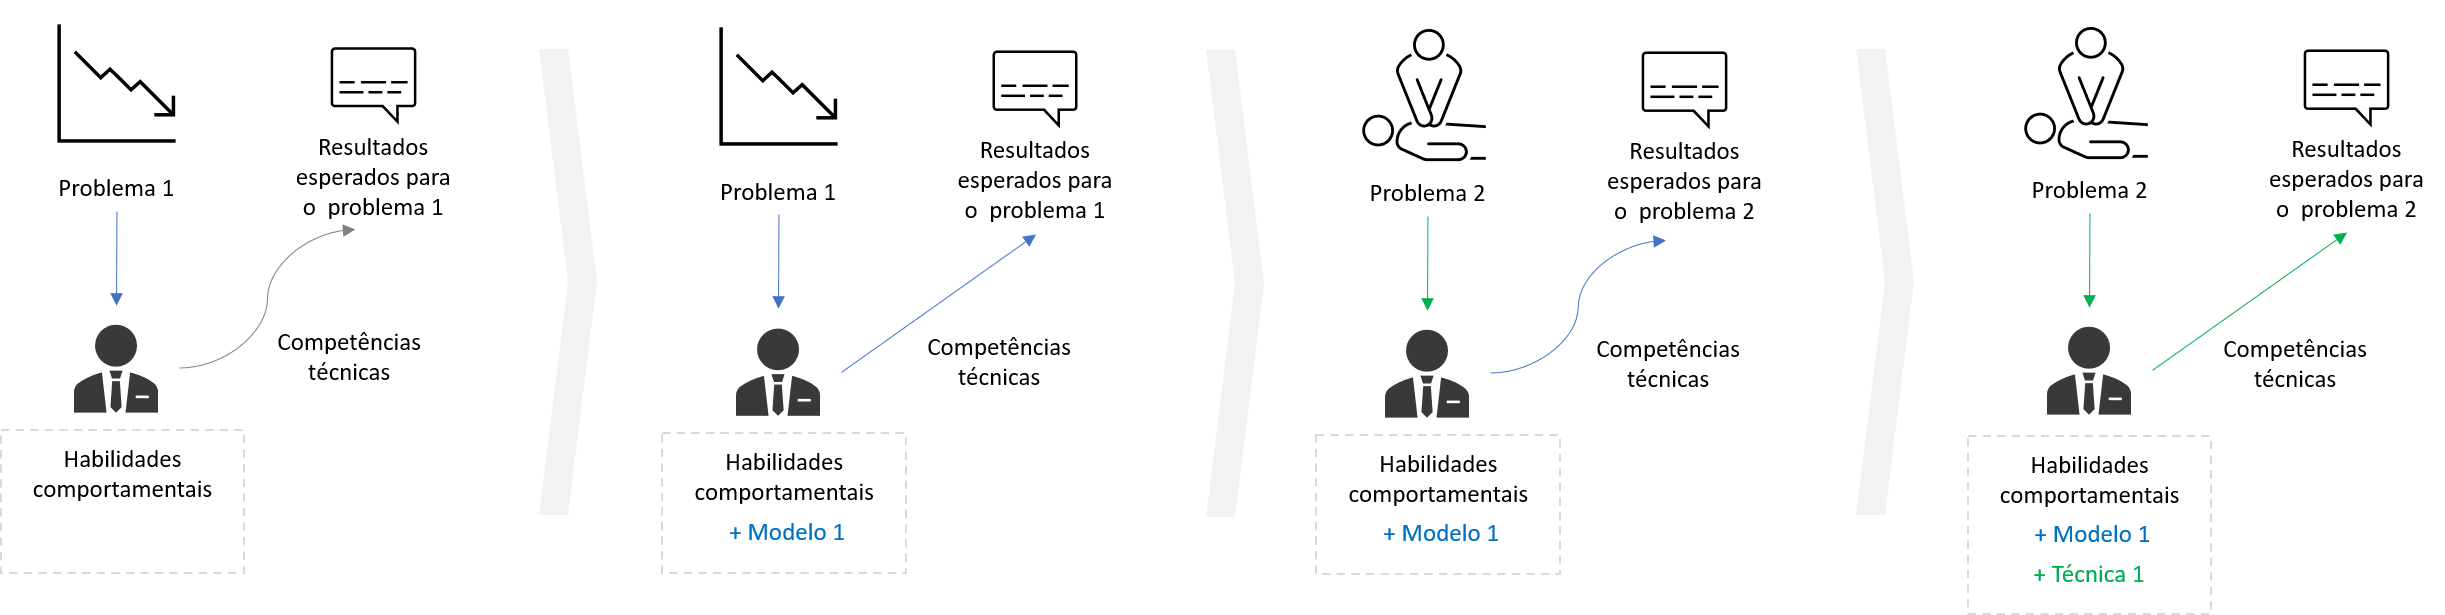 Problema 1
Resultados
esperados para
o problema 1
Competências
técnicas
Habilidades
comportamentais
Problema 1
Resultados
esperados para
o problema 1
Competências
técnicas
Habilidades
comportamentais
+ Modelo 1
Problema 2
Resultados
esperados para
o problema 2
Competências
técnicas
Habilidades
comportamentais
+ Modelo 1
Problema 2
Resultados
esperados para
o problema 2
Competências
técnicas
Habilidades
comportamentais
+ Modelo 1
+ Técnica 1